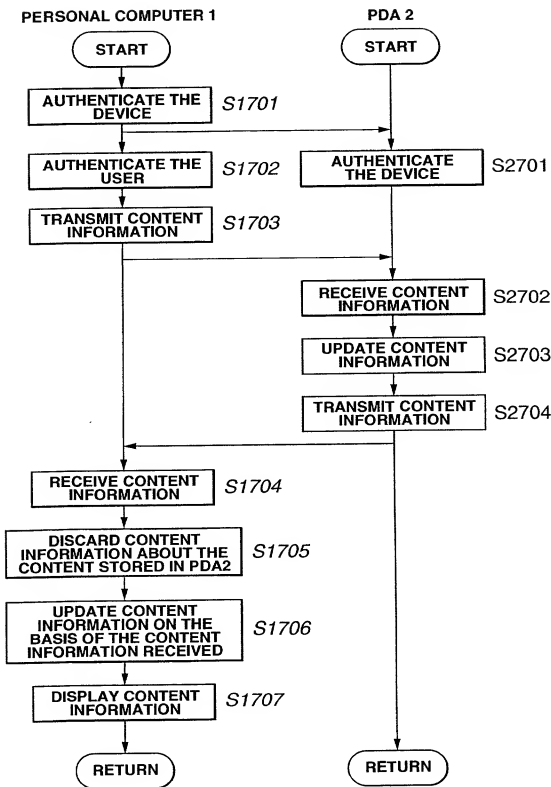 PERSONAL COMPUTER 1
PDA 2
START
START
AUTHENTICATE THE
DEVICE
S1701
AUTHENTICATE THE
USER
S1702
AUTHENTICATE
THE DEVICE
S2701
TRANSMIT CONTENT
INFORMATION
S1703
RECEIVE CONTENT
INFORMATION
S2702
UPDATE CONTENT
INFORMATION
S2703
TRANSMIT CONTENT
INFORMATION
S2704
RECEIVE CONTENT
INFORMATION
S1704
DISCARD CONTENT
INFORMATION ABOUT THE
CONTENT STORED IN PDA2
S1705
UPDATE CONTENT
INFORMATION ON THE
BASIS OF THE CONTENT
INFORMATION RECEIVED
S1706
DISPLAY CONTENT
INFORMATION
S1707
RETURN
RETURN